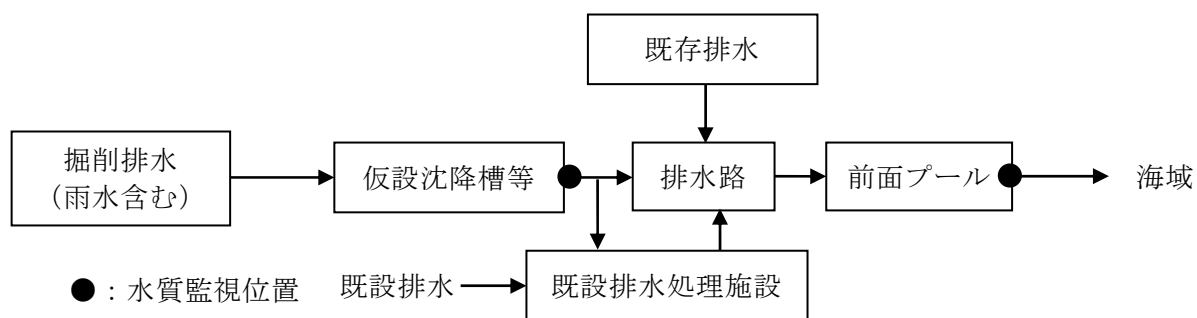 既存排水
掘削排水
（雨水含む）
仮設沈降槽等
排水路
前面プール
海域
●：水質監視位置
既設排水
既設排水処理施設